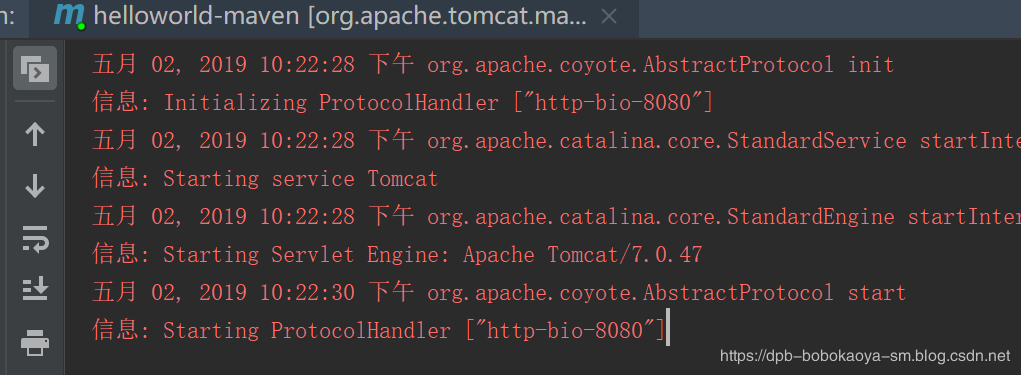 n:
helloworld-maven [org.apache.tomcat.ma...
五月 02, 2019 10:22:28 下午 org.apache.coyote.AbstractProtocol init
信息: Initializing ProtocolHandler ["http-bio-8080"]
五月 02, 2019 10:22:28 下午 org.apache.catalina.core.StandardService startInte
信息: Starting service Tomcat
五月 02, 2019 10:22:28 下午 org.apache.catalina.core.StandardEngine startInter
信息: Starting Servlet Engine: Apache Tomcat/7.0.47
五月 02, 2019 10:22:30 下午 org.apache.coyote.AbstractProtocol start
信息: Starting ProtocolHandler ["http-bio-8080"]
https://dpb-bobokaoya-sm.blog.csdn.net